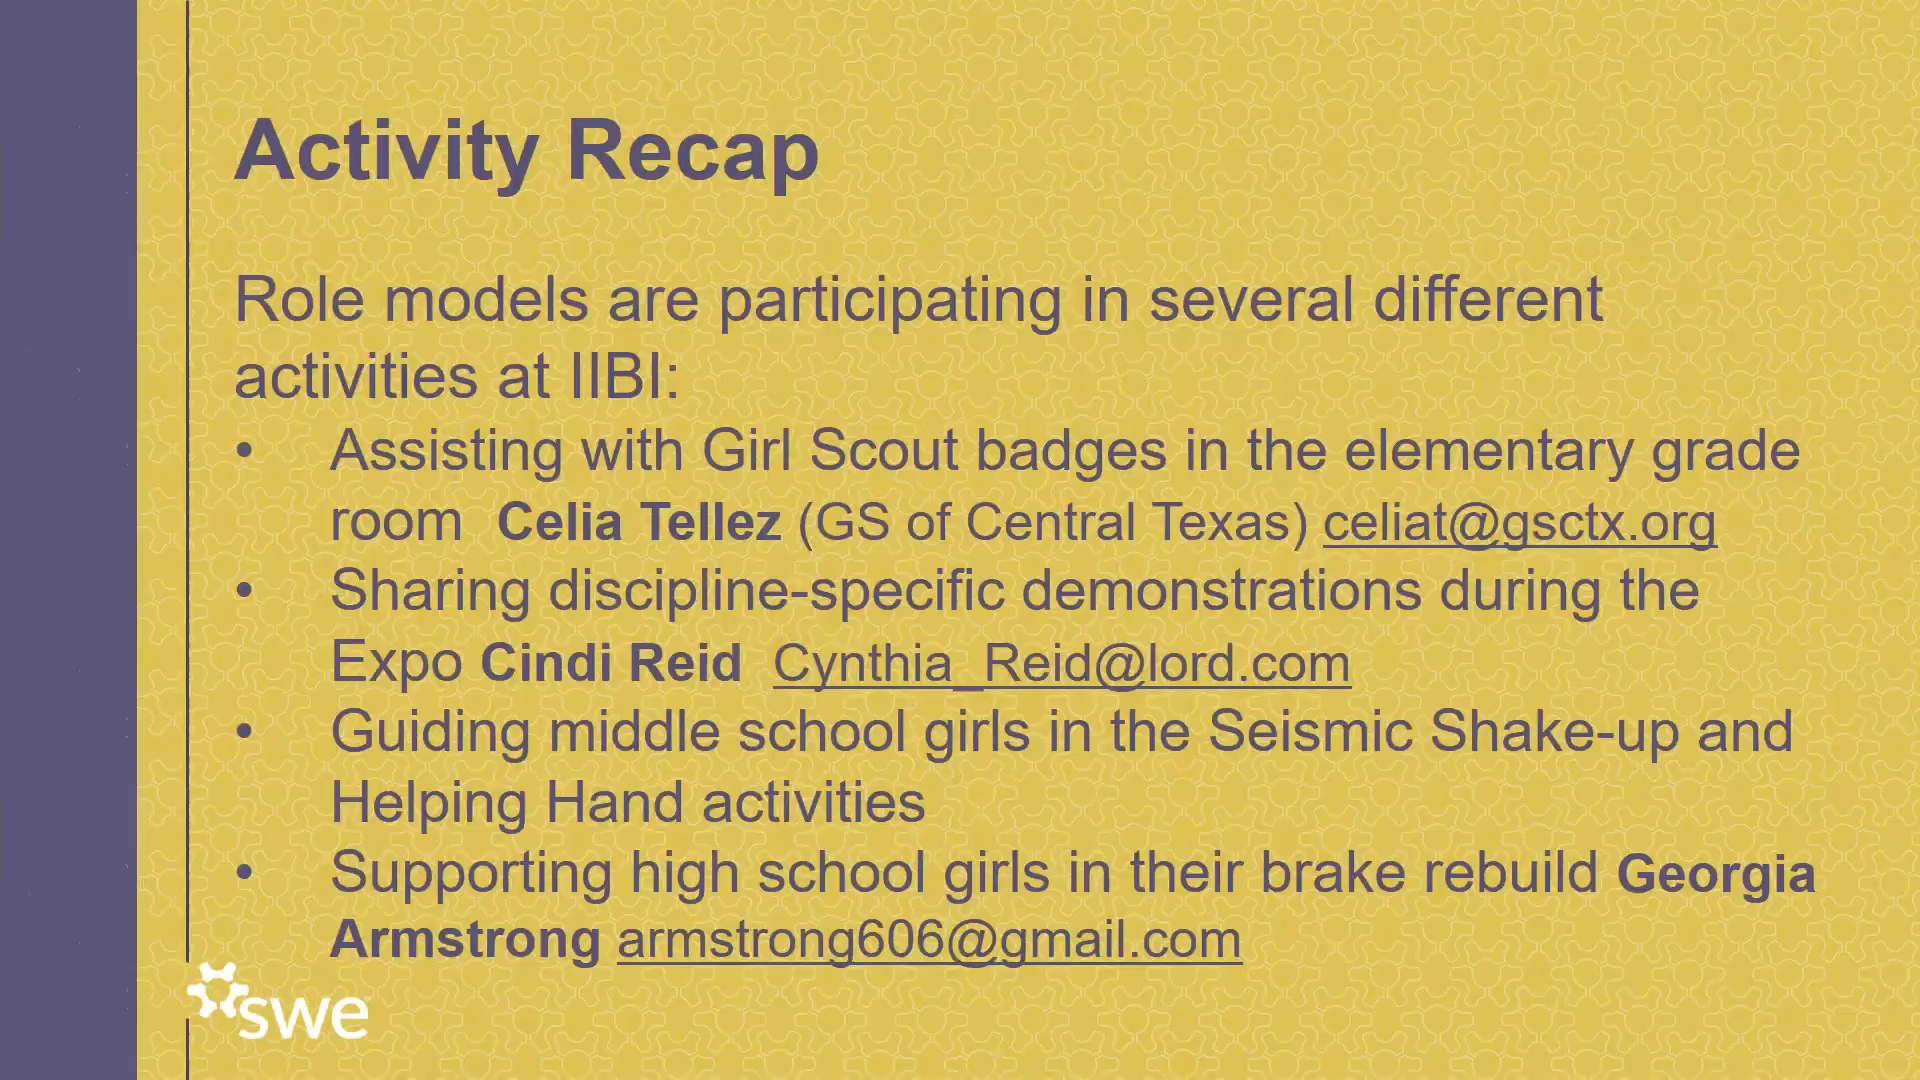 Activity Recap
Role models are participating in several different
activities at IIBI:
• Assisting with Girl Scout badges in the elementary grade
room Celia Tellez (GS of Central Texas) celiat@gsctx.org
• Sharing discipline-specific demonstrations during the
Expo Cindi Reid Cynthia_Reid@lord.com
• Guiding middle school girls in the Seismic Shake-up and
Helping Hand activities
• Supporting high school girls in their brake rebuild Georgia
Armstrong armstrong606@gmail.com
swe